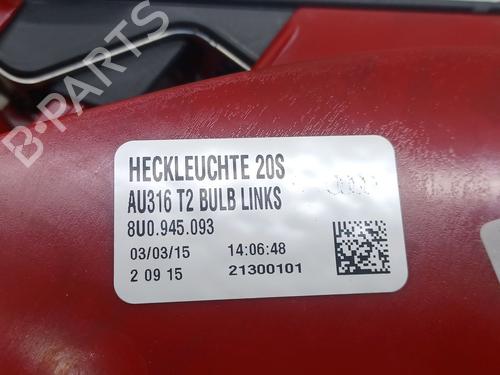 B-PARTS
HECKLEUCHTE 20S
AU316 T2 BULB LINKS
8U0.945.093
03/03/15 14:06:48
2 09 15 21300101